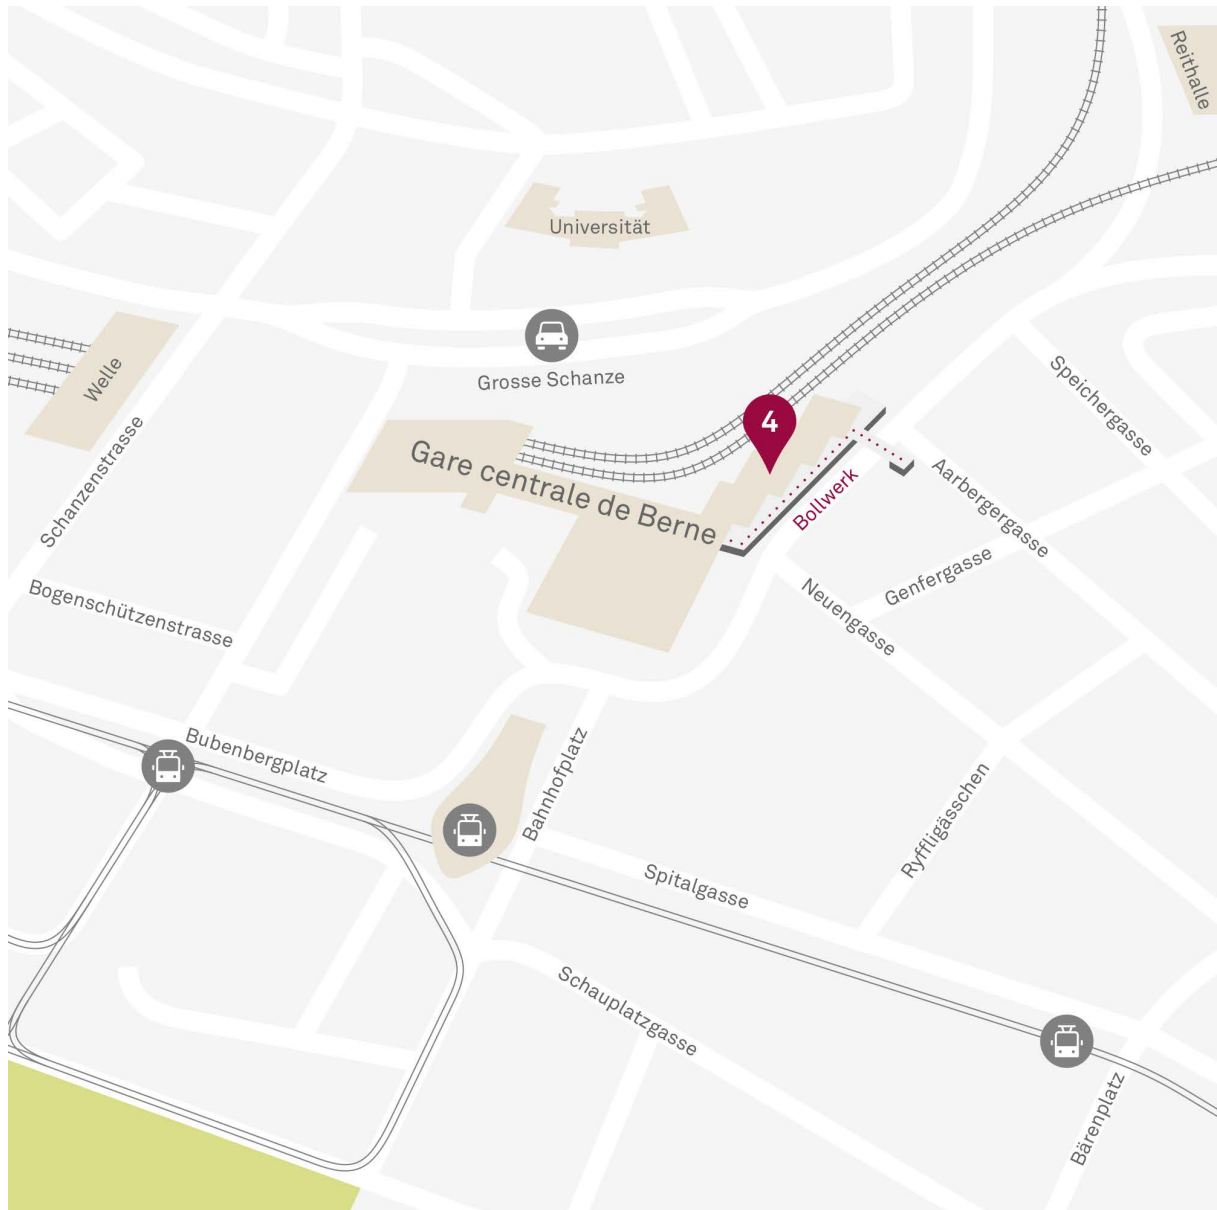 Reithalle
Universität
Welle
Grosse Schanze
Speichergasse
4
Schanzenstrasse
Gare centrale de Berne
Bollwerk
Aarbergergasse
Genfergasse
Neuengasse
Bogenschützenstrasse
Bubenbergplatz
Bahnhofplatz
Ryffligässchen
Spitalgasse
Schauplatzgasse
Bärenplatz